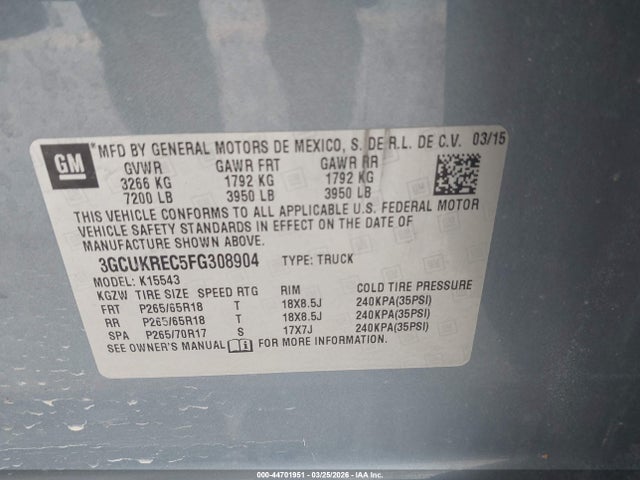 GM *MFD BY GENERAL MOTORS DE MEXICO, S. DE R.L. DE C.V. 03/15
GVWR GAWR FRT GAWR RR
3266 KG 1792 KG 1792 KG
7200 LB 3950 LB 3950 LB
THIS VEHICLE CONFORMS TO ALL APPLICABLE U.S. FEDERAL MOTOR
VEHICLE SAFETY STANDARDS IN EFFECT ON THE DATE OF
MANUFACTURE SHOWN ABOVE.
3GCUKREC5FG308904 TYPE: TRUCK
MODEL: K15543
KGZW TIRE SIZE SPEED RTG RIM COLD TIRE PRESSURE
FRT P265/65R18 T 18X8.5J 240KPA(35PSI)
RR P265/65R18 T 18X8.5J 240KPA(35PSI)
SPA P265/70R17 S 17X7J 240KPA(35PSI)
SEE OWNER'S MANUAL FOR MORE INFORMATION.
000-44701951 | 03/25/2026 - IAA Inc.